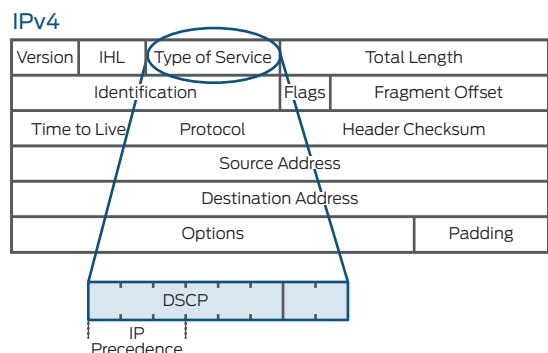 IPv4
Version IHL Type of Service Total Length
Identification Flags Fragment Offset
Time to Live Protocol Header Checksum
Source Address
Destination Address
Options Padding
DSCP
IP
Precedence